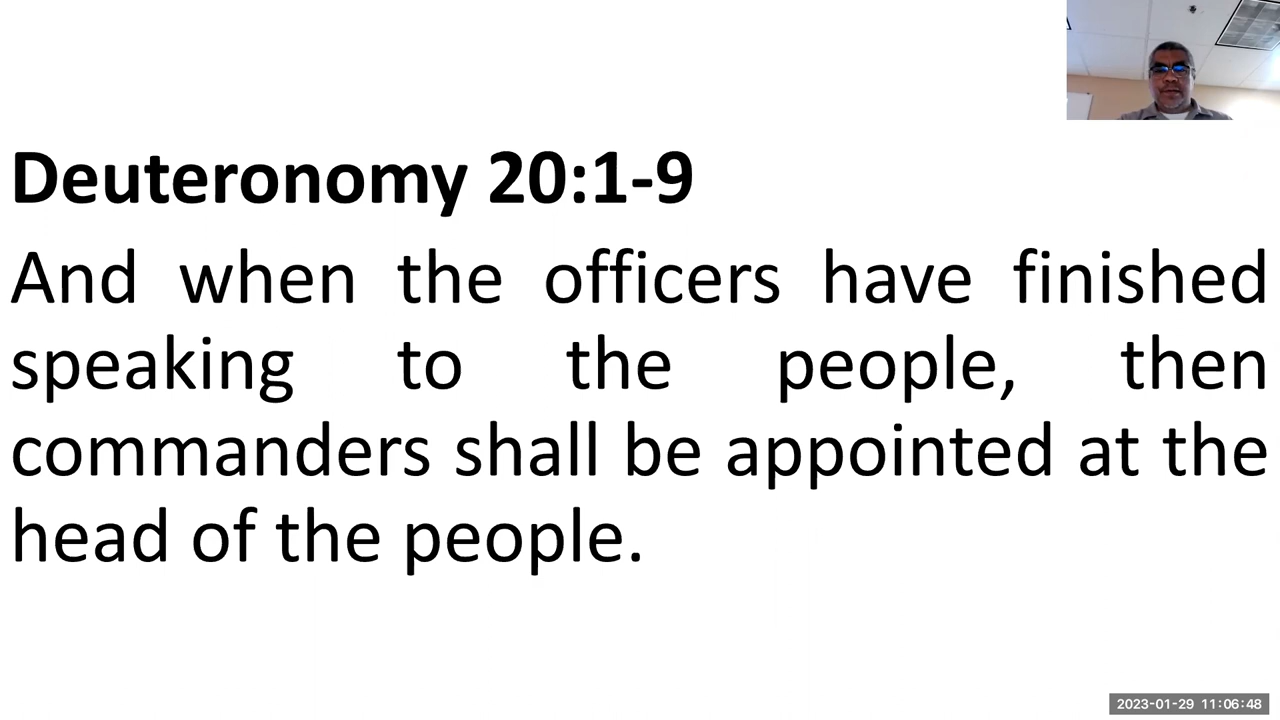 Deuteronomy 20:1-9
And when the officers have finished
speaking to the people, then
commanders shall be appointed at the
head of the people.
2023-01-29 11:06:48